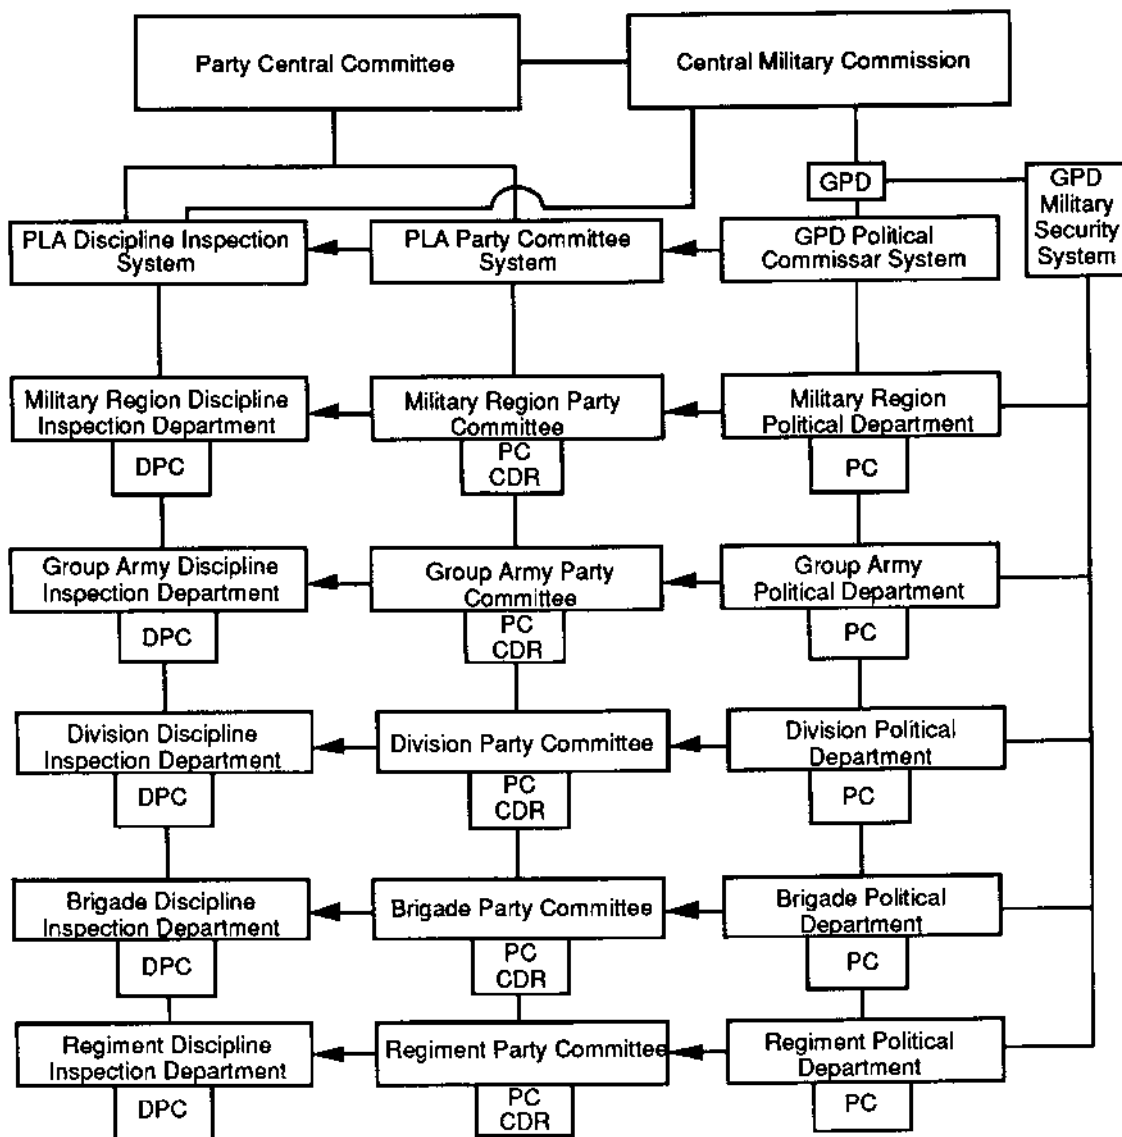 Party Central Committee
Central Military Commission
GPD
GPD
Military
Security
System
PLA Discipline Inspection
System
PLA Party Committee
System
GPD Political
Commissar System
Military Region Discipline
Inspection Department
DPC
Military Region Party
Committee
PC
CDR
Military Region
Political Department
PC
Group Army Discipline
Inspection Department
DPC
Group Army Party
Committee
PC
CDR
Group Army
Political Department
PC
Division Discipline
Inspection Department
DPC
Division Party Committee
PC
CDR
Division Political
Department
PC
Brigade Discipline
Inspection Department
DPC
Brigade Party Committee
PC
CDR
Brigade Political
Department
PC
Regiment Discipline
Inspection Department
DPC
Regiment Party Committee
PC
CDR
Regiment Political
Department
PC